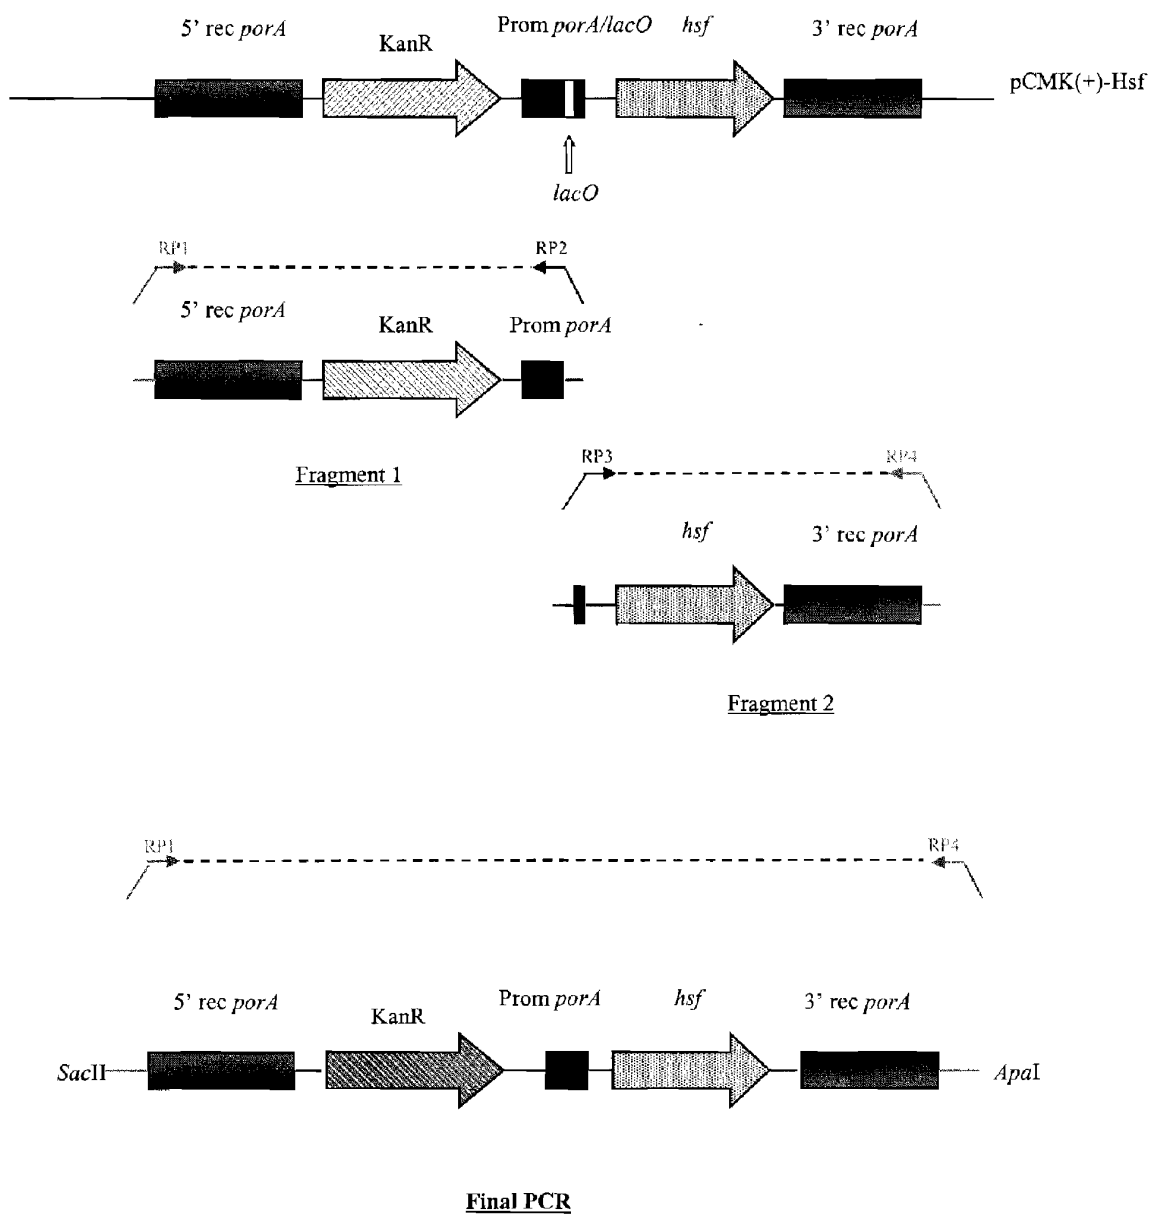 5' rec porA KanR Prom porA/lacO hsf 3' rec porA
pCMK(+)-Hsf
lacO
RP1 RP2
5' rec porA KanR Prom porA
Fragment 1
RP3 RP4
hsf 3' rec porA
Fragment 2
RP1 RP4
5' rec porA KanR Prom porA hsf 3' rec porA
SacII ApaI
Final PCR